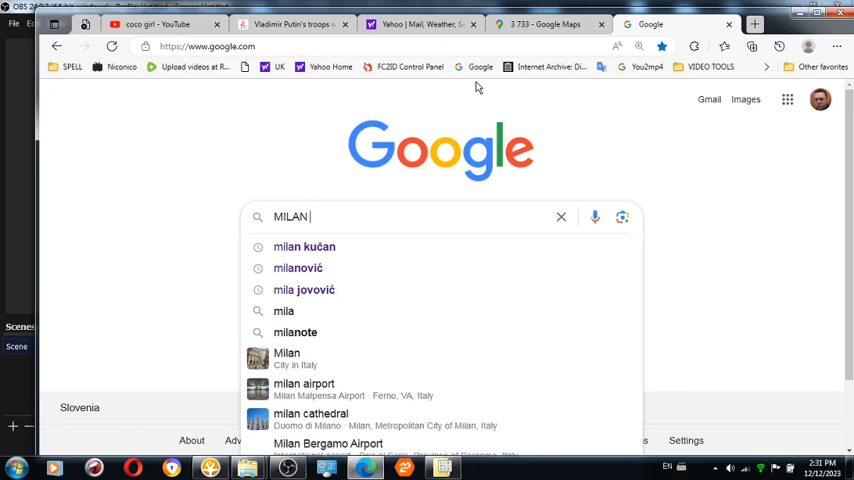 coco girl - YouTube
Vladimir Putin's troops
Yahoo | Mail, Weather,
3 733 - Google Maps
Google
File
https://www.google.com
SPELL
Niconico
Upload videos at R...
UK
Yahoo Home
FC2ID Control Panel
Google
Internet Archive: Di...
You2mp4
VIDEO TOOLS
Other favorites
Gmail
Images
Google
MILAN
milan kučan
milanović
mila jovović
mila
milanote
Milan
City in Italy
milan airport
Milan Malpensa Airport · Ferno, VA, Italy
milan cathedral
Duomo di Milano · Milan, Metropolitan City of Milan, Italy
Milan Bergamo Airport
Scenes
Scene
Slovenia
About
Settings
EN
2:31 PM
12/12/2023